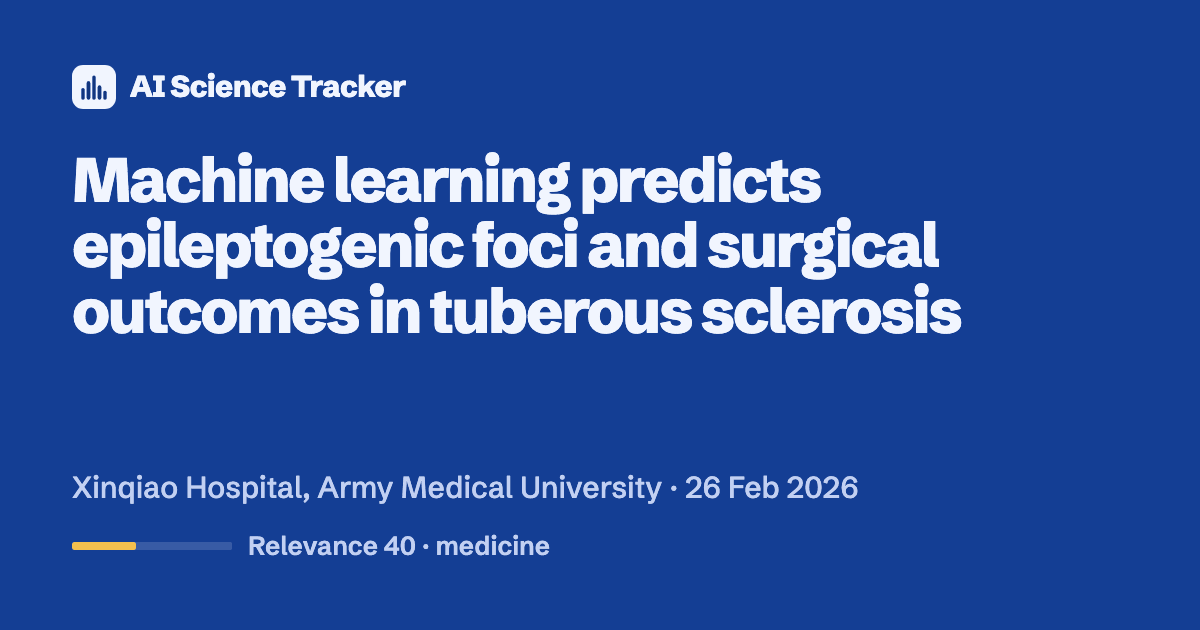 AI Science Tracker
Machine learning predicts
epileptogenic foci and surgical
outcomes in tuberous sclerosis
Xinqiao Hospital, Army Medical University · 26 Feb 2026
Relevance 40 · medicine